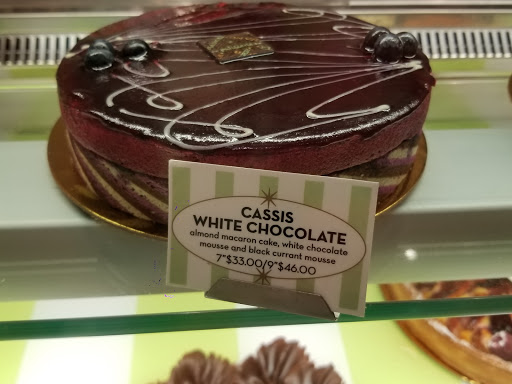 CASSIS
WHITE CHOCOLATE
almond macaron cake, white chocolate
mousse and black currant mousse
7"$33.00/9"$46.00